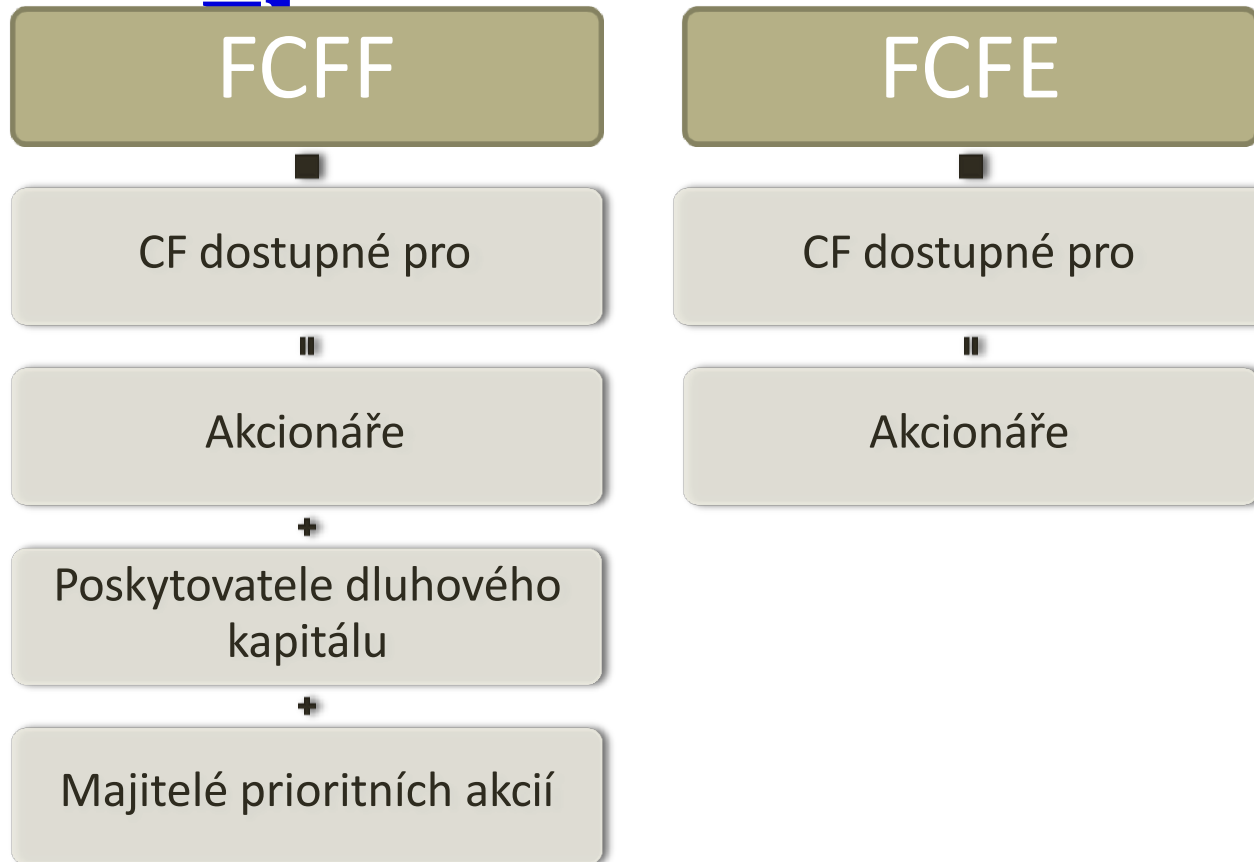 FCFF
CF dostupné pro
Akcionáře
Poskytovatele dluhového
kapitálu
Majitelé prioritních akcií
FCFE
CF dostupné pro
Akcionáře